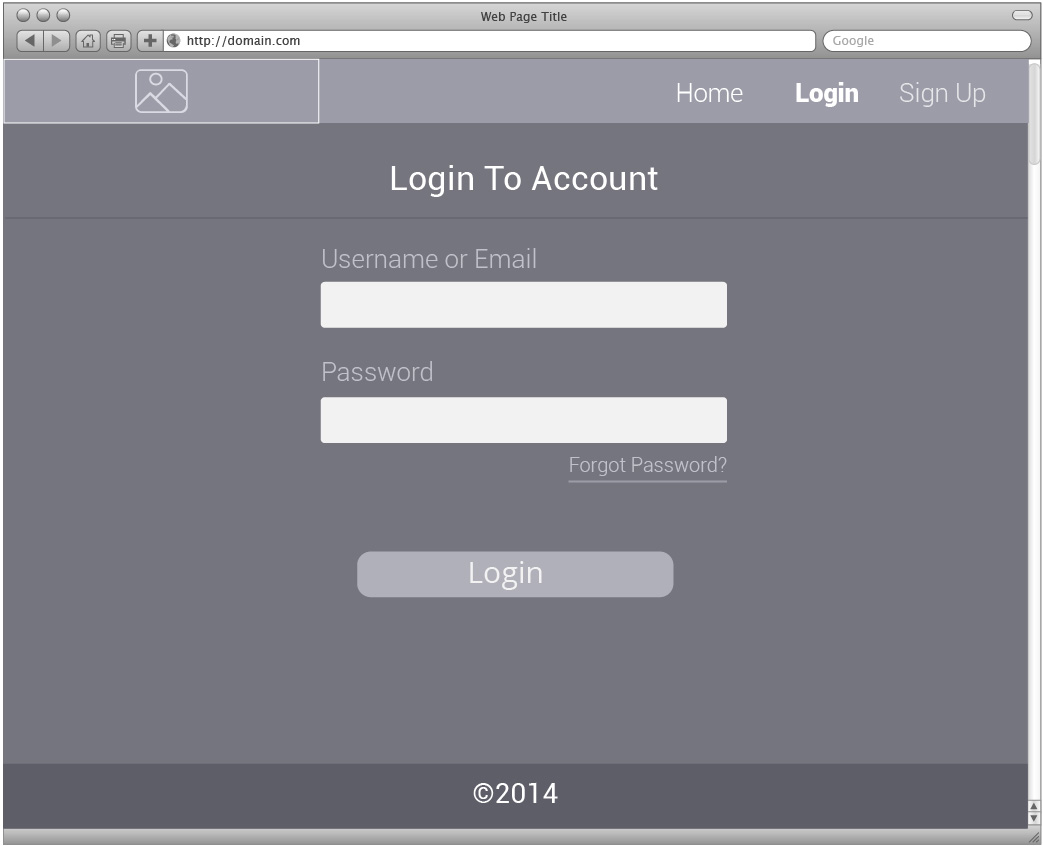 Web Page Title
http://domain.com
Google
Home Login Sign Up
Login To Account
Username or Email
Password
Forgot Password?
Login
©2014